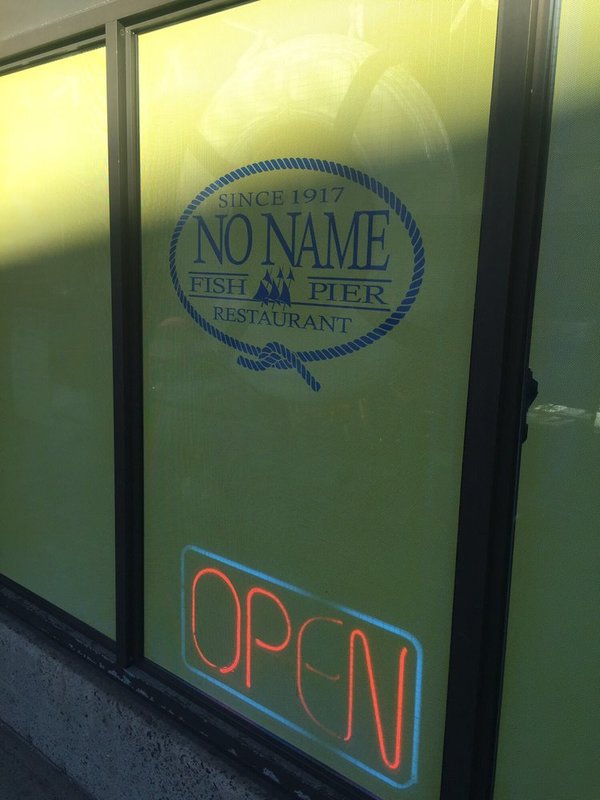 SINCE 1917
NO NAME
FISH PIER
RESTAURANT
OPEN